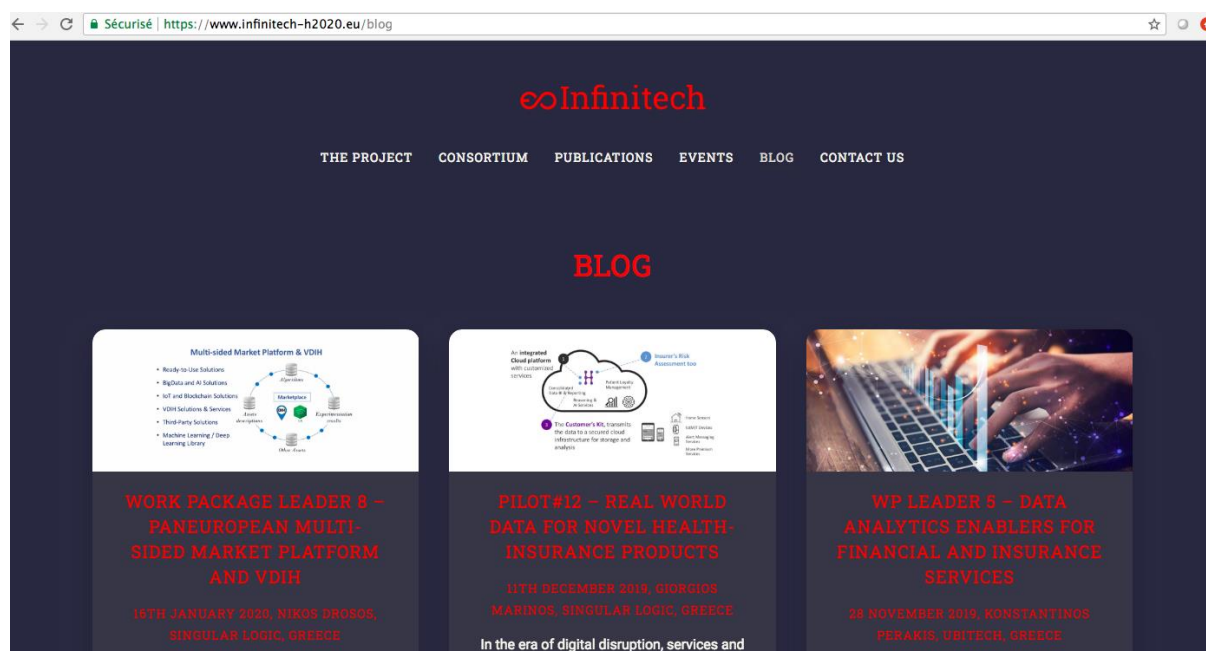 Sécurisé | https://www.infinitech-h2020.eu/blog
Infinitech
THE PROJECT CONSORTIUM PUBLICATIONS EVENTS BLOG CONTACT US
BLOG
Multi-sided Market Platform & VDIH
• Ready-to-Use Solutions
• BigData and AI Solutions
• IoT and Blockchain Solutions
• VDIH Solutions & Services
• Third-Party Solutions
• Machine Learning / Deep
Learning Library
Algorithms
Marketplace
Assets
descriptions
Experimentation
results
WORK PACKAGE LEADER 8 –
PANEUROPEAN MULTI-
SIDED MARKET PLATFORM
AND VDIH
16TH JANUARY 2020, NIKOS DROSOS,
SINGULAR LOGIC, GREECE
An integrated
Cloud platform
with customized
services
Insurer's Risk
Assessment too
The Customer's Kit, transmits
the data to a secured cloud
infrastructure for storage and
analysis
PILOT#12 – REAL WORLD
DATA FOR NOVEL HEALTH-
INSURANCE PRODUCTS
11TH DECEMBER 2019, GIORGIOS
MARINOS, SINGULAR LOGIC, GREECE
In the era of digital disruption, services and
WP LEADER 5 – DATA
ANALYTICS ENABLERS FOR
FINANCIAL AND INSURANCE
SERVICES
28 NOVEMBER 2019, KONSTANTINOS
PERAKIS, UBITECH, GREECE